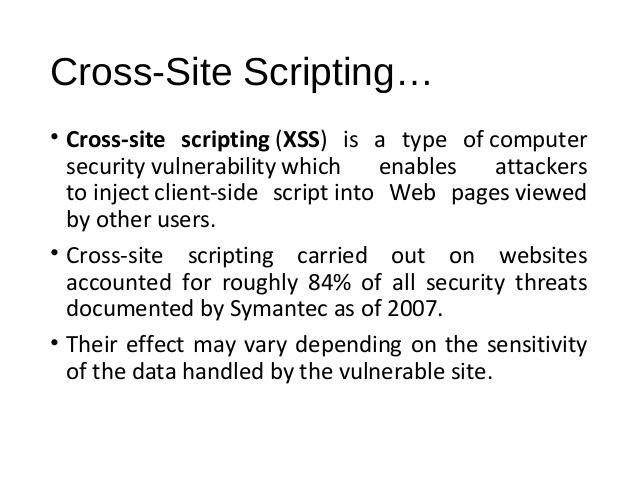 Cross-Site Scripting…
• Cross-site scripting (XSS) is a type of computer
security vulnerability which enables attackers
to inject client-side script into Web pages viewed
by other users.
• Cross-site scripting carried out on websites
accounted for roughly 84% of all security threats
documented by Symantec as of 2007.
• Their effect may vary depending on the sensitivity
of the data handled by the vulnerable site.